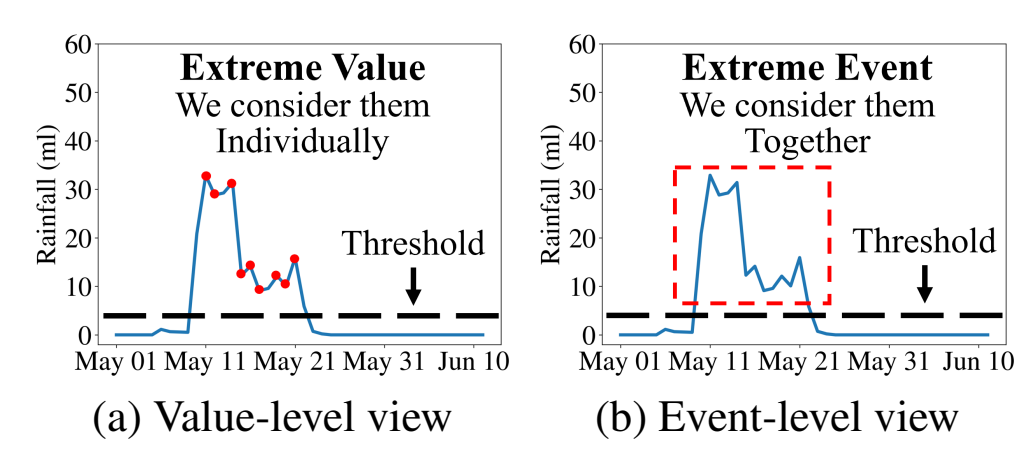 60
50
40
30
20
10
0
Rainfall (ml)
Extreme Value
We consider them
Individually
Threshold
May 01 May 11 May 21 May 31 Jun 10
(a) Value-level view
60
50
40
30
20
10
0
Rainfall (ml)
Extreme Event
We consider them
Together
Threshold
May 01 May 11 May 21 May 31 Jun 10
(b) Event-level view